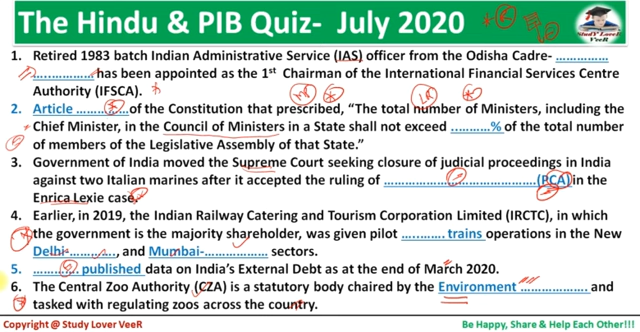 The Hindu & PIB Quiz- July 2020
StudY LoveR
VeeR
1. Retired 1983 batch Indian Administrative Service (IAS) officer from the Odisha Cadre- ……………
……………has been appointed as the 1st Chairman of the International Financial Services Centre
Authority (IFSCA).
2. Article …………of the Constitution that prescribed, “The total number of Ministers, including the
Chief Minister, in the Council of Ministers in a State shall not exceed ………..% of the total number
of members of the Legislative Assembly of that State.”
3. Government of India moved the Supreme Court seeking closure of judicial proceedings in India
against two Italian marines after it accepted the ruling of ……………………………………(PCA) in the
Enrica Lexie case.
4. Earlier, in 2019, the Indian Railway Catering and Tourism Corporation Limited (IRCTC), in which
the government is the majority shareholder, was given pilot ………….. trains operations in the New
Delhi-…………, and Mumbai-……………… sectors.
5. ………… published data on India’s External Debt as at the end of March 2020.
6. The Central Zoo Authority (CZA) is a statutory body chaired by the Environment ……………… and
tasked with regulating zoos across the country.
Copyright @ Study Lover VeeR
Be Happy, Share & Help Each Other!!!